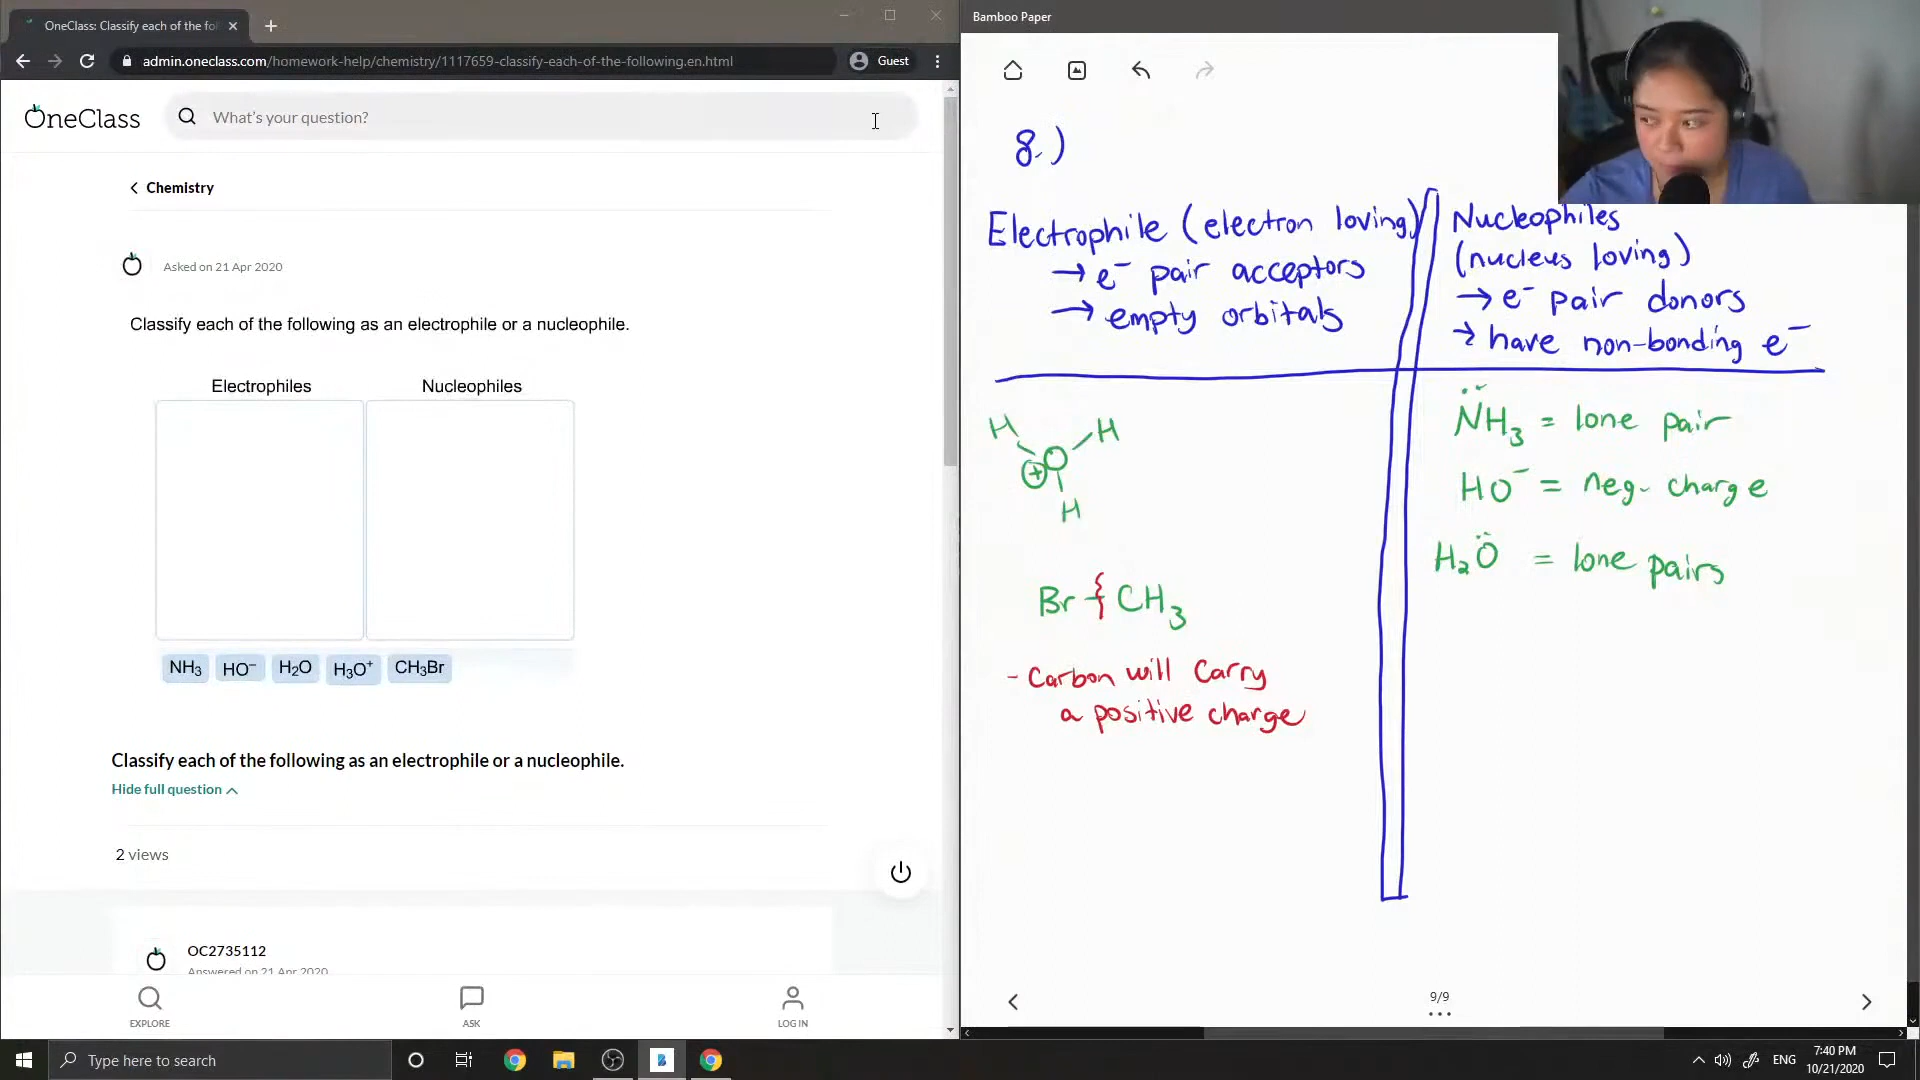 OneClass: Classify each of the fo
admin.oneclass.com/homework-help/chemistry/1117659-classify-each-of-the-following.en.html
Guest
OneClass
What's your question?
Chemistry
Asked on 21 Apr 2020
Classify each of the following as an electrophile or a nucleophile.
Electrophiles
Nucleophiles
NH₃
HO⁻
H₂O
H₃O⁺
CH₃Br
Classify each of the following as an electrophile or a nucleophile.
Hide full question
2 views
OC2735112
Answered on 21 Apr 2020
EXPLORE
ASK
LOG IN
Bamboo Paper
8.)
Electrophile (electron loving)
→ e⁻ pair acceptors
→ empty orbitals
Nucleophiles
(nucleus loving)
→ e⁻ pair donors
→ have non-bonding e⁻
H
H
+
O
H
Br-CH₃
- Carbon will carry
a positive charge
NH₃ = lone pair
HO⁻ = neg. charge
H₂O = lone pairs
9/9
Type here to search
ENG
7:40 PM
10/21/2020